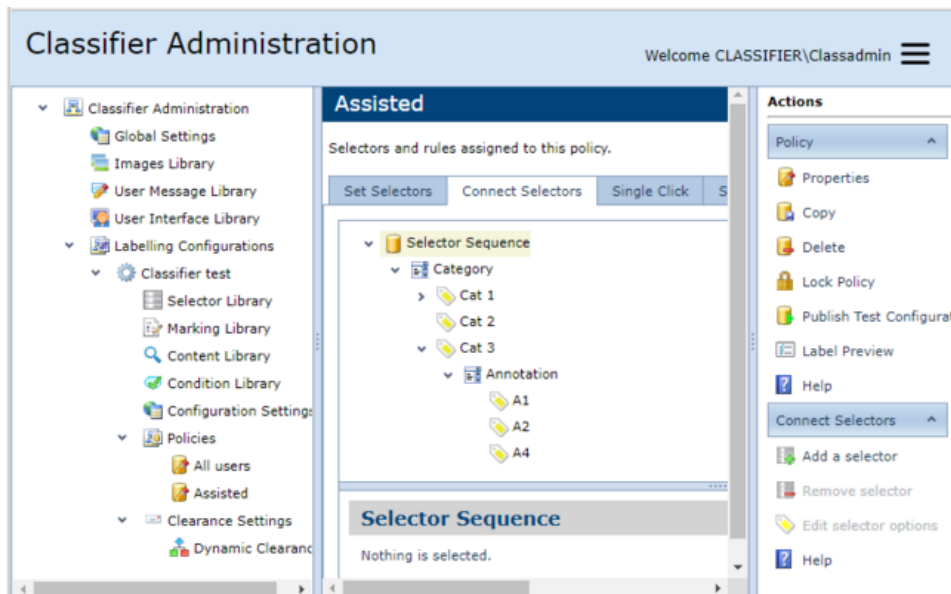 Classifier Administration
Welcome CLASSIFIER\Classadmin
Classifier Administration
Global Settings
Images Library
User Message Library
User Interface Library
Labelling Configurations
Classifier test
Selector Library
Marking Library
Content Library
Condition Library
Configuration Settings
Policies
All users
Assisted
Clearance Settings
Dynamic Clearanc
Assisted
Selectors and rules assigned to this policy.
Set Selectors Connect Selectors Single Click S
Selector Sequence
Category
Cat 1
Cat 2
Cat 3
Annotation
A1
A2
A4
Selector Sequence
Nothing is selected.
Actions
Policy
Properties
Copy
Delete
Lock Policy
Publish Test Configurat
Label Preview
Help
Connect Selectors
Add a selector
Remove selector
Edit selector options
Help